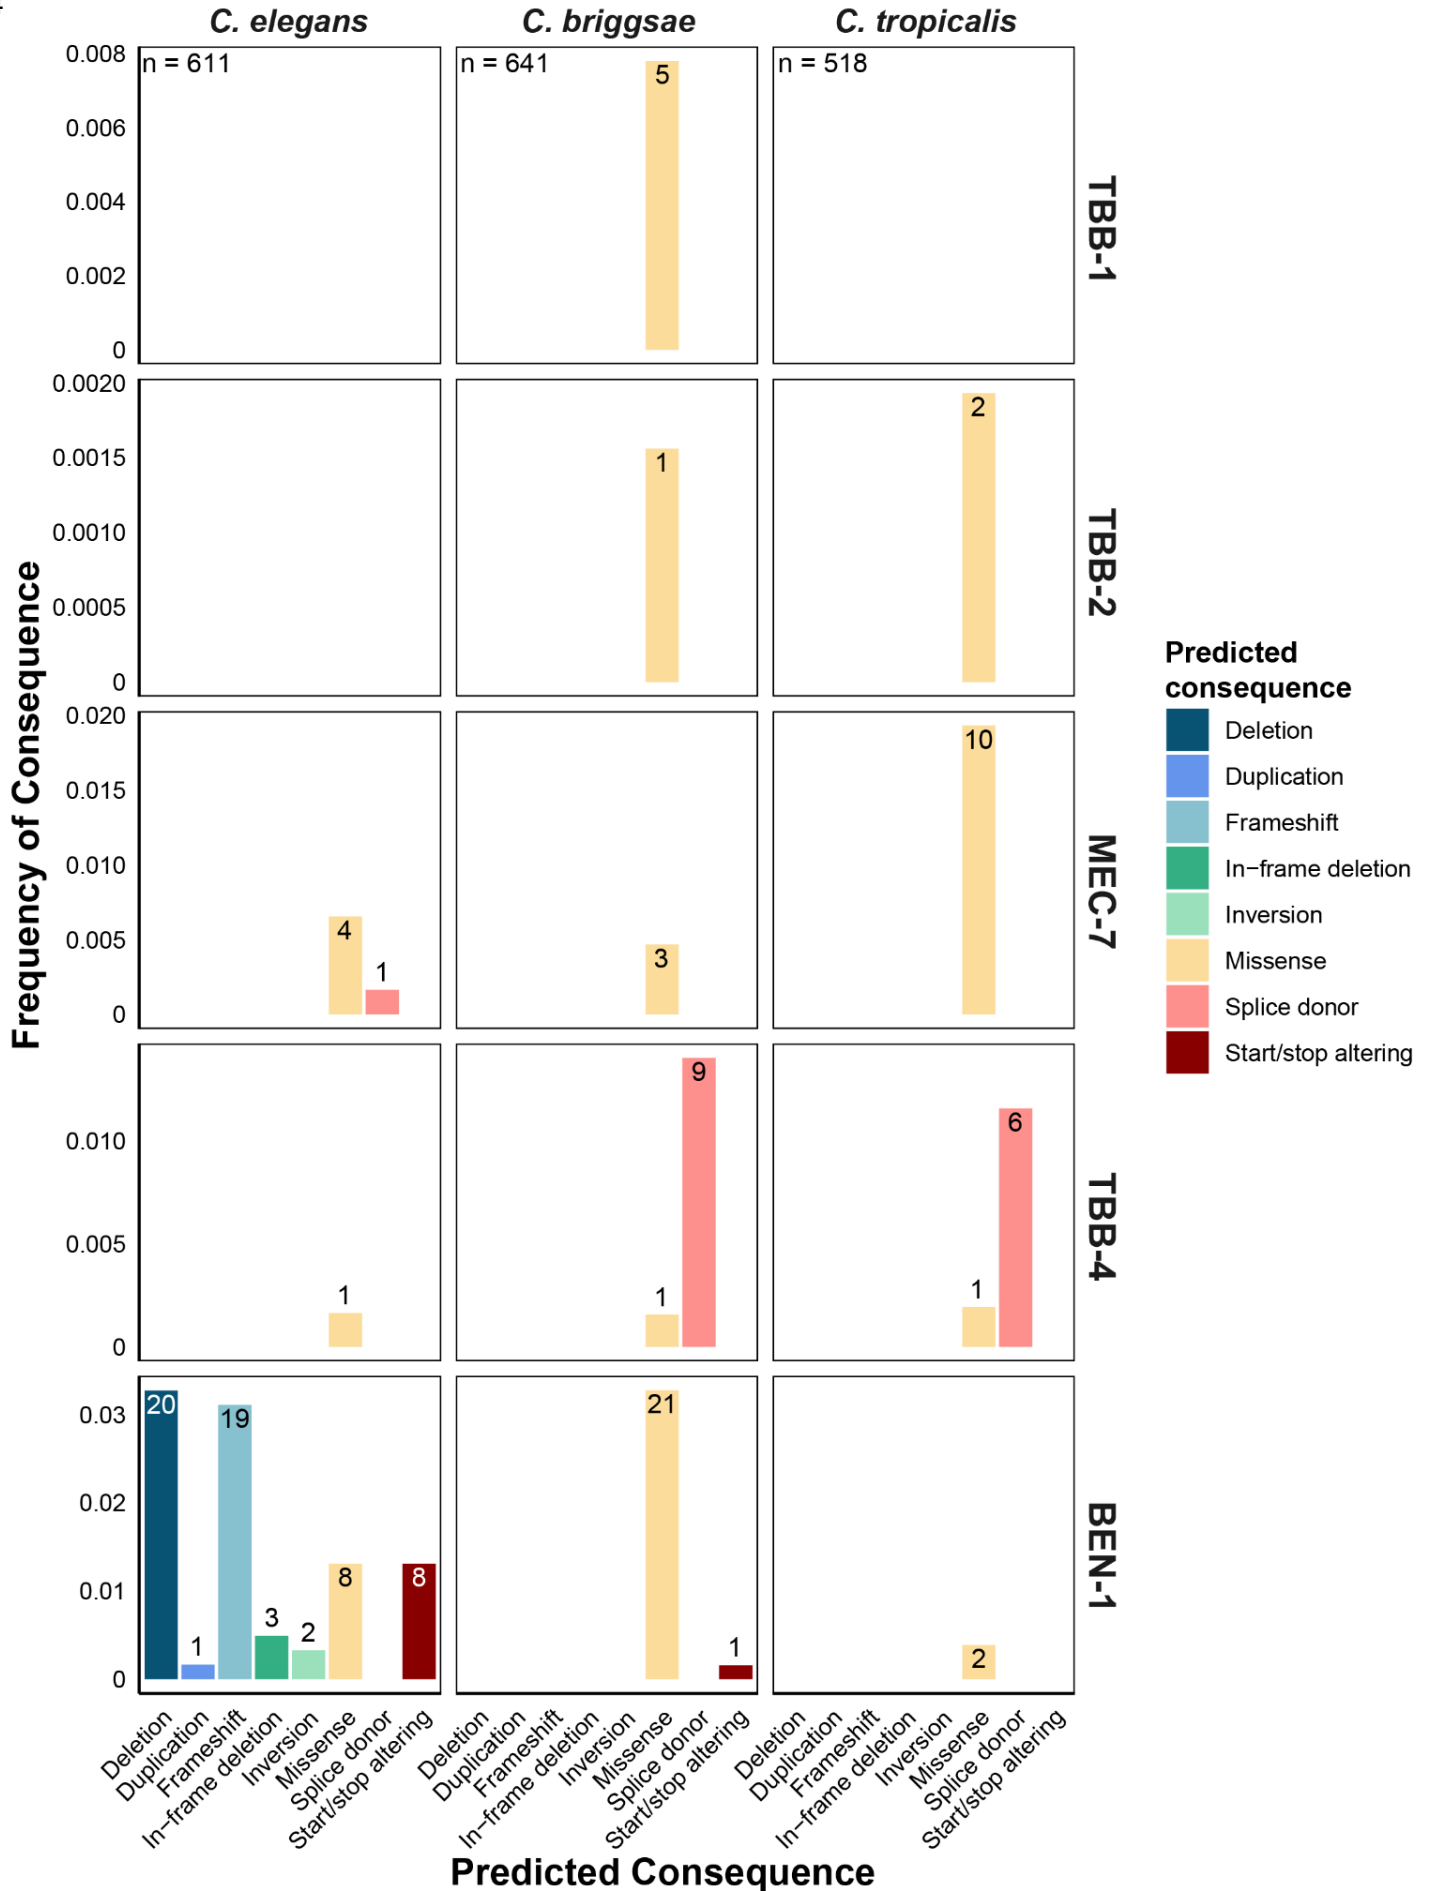 C. elegans
C. briggsae
C. tropicalis
n = 611
n = 641
n = 518
0.008
0.006
0.004
0.002
0
5
TBB-1
0.0020
0.0015
0.0010
0.0005
0
1
2
TBB-2
0.020
0.015
0.010
0.005
0
4
1
3
10
MEC-7
0.010
0.005
0
1
1
9
1
6
TBB-4
0.03
0.02
0.01
0
20
1
19
3
2
8
8
21
1
2
BEN-1
Frequency of Consequence
Deletion
Duplication
Frameshift
In−frame deletion
Inversion
Missense
Splice donor
Start/stop altering
Deletion
Duplication
Frameshift
In−frame deletion
Inversion
Missense
Splice donor
Start/stop altering
Deletion
Duplication
Frameshift
In−frame deletion
Inversion
Missense
Splice donor
Start/stop altering
Predicted Consequence
Predicted
consequence
Deletion
Duplication
Frameshift
In−frame deletion
Inversion
Missense
Splice donor
Start/stop altering